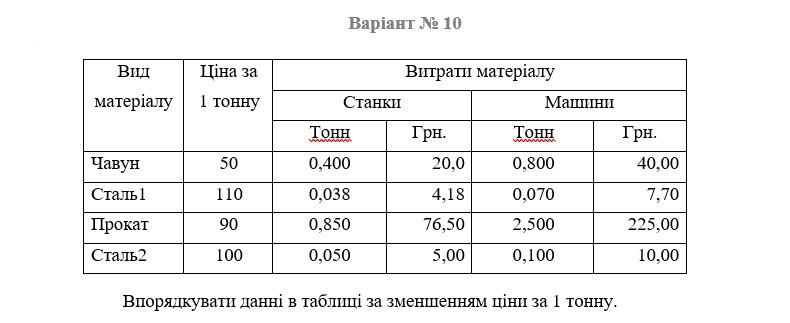 Варіант № 10
Вид матеріалу Ціна за 1 тонну Витрати матеріалу
Станки Машини
Тонн Грн. Тонн Грн.
Чавун 50 0,400 20,0 0,800 40,00
Сталь1 110 0,038 4,18 0,070 7,70
Прокат 90 0,850 76,50 2,500 225,00
Сталь2 100 0,050 5,00 0,100 10,00
Впорядкувати данні в таблиці за зменшенням ціни за 1 тонну.